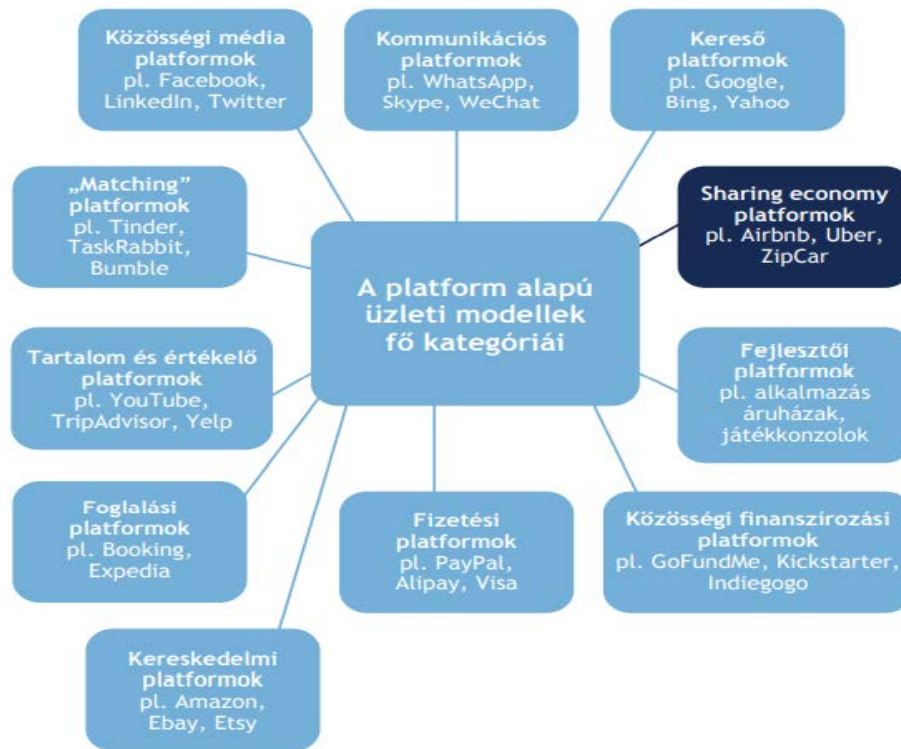 Közösségi média
platformok
pl. Facebook,
LinkedIn, Twitter
Kommunikációs
platformok
pl. WhatsApp,
Skype, WeChat
Kereső
platformok
pl. Google,
Bing, Yahoo
„Matching”
platformok
pl. Tinder,
TaskRabbit,
Bumble
Sharing economy
platformok
pl. Airbnb, Uber,
ZipCar
A platform alapú
üzleti modellek
fő kategóriái
Tartalom és értékelő
platformok
pl. YouTube,
TripAdvisor, Yelp
Fejlesztői
platformok
pl. alkalmazás
áruházak,
játékkonzolok
Foglalási
platformok
pl. Booking,
Expedia
Fizetési
platformok
pl. PayPal,
Alipay, Visa
Közösségi finanszírozási
platformok
pl. GoFundMe, Kickstarter,
Indiegogo
Kereskedelmi
platformok
pl. Amazon,
Ebay, Etsy